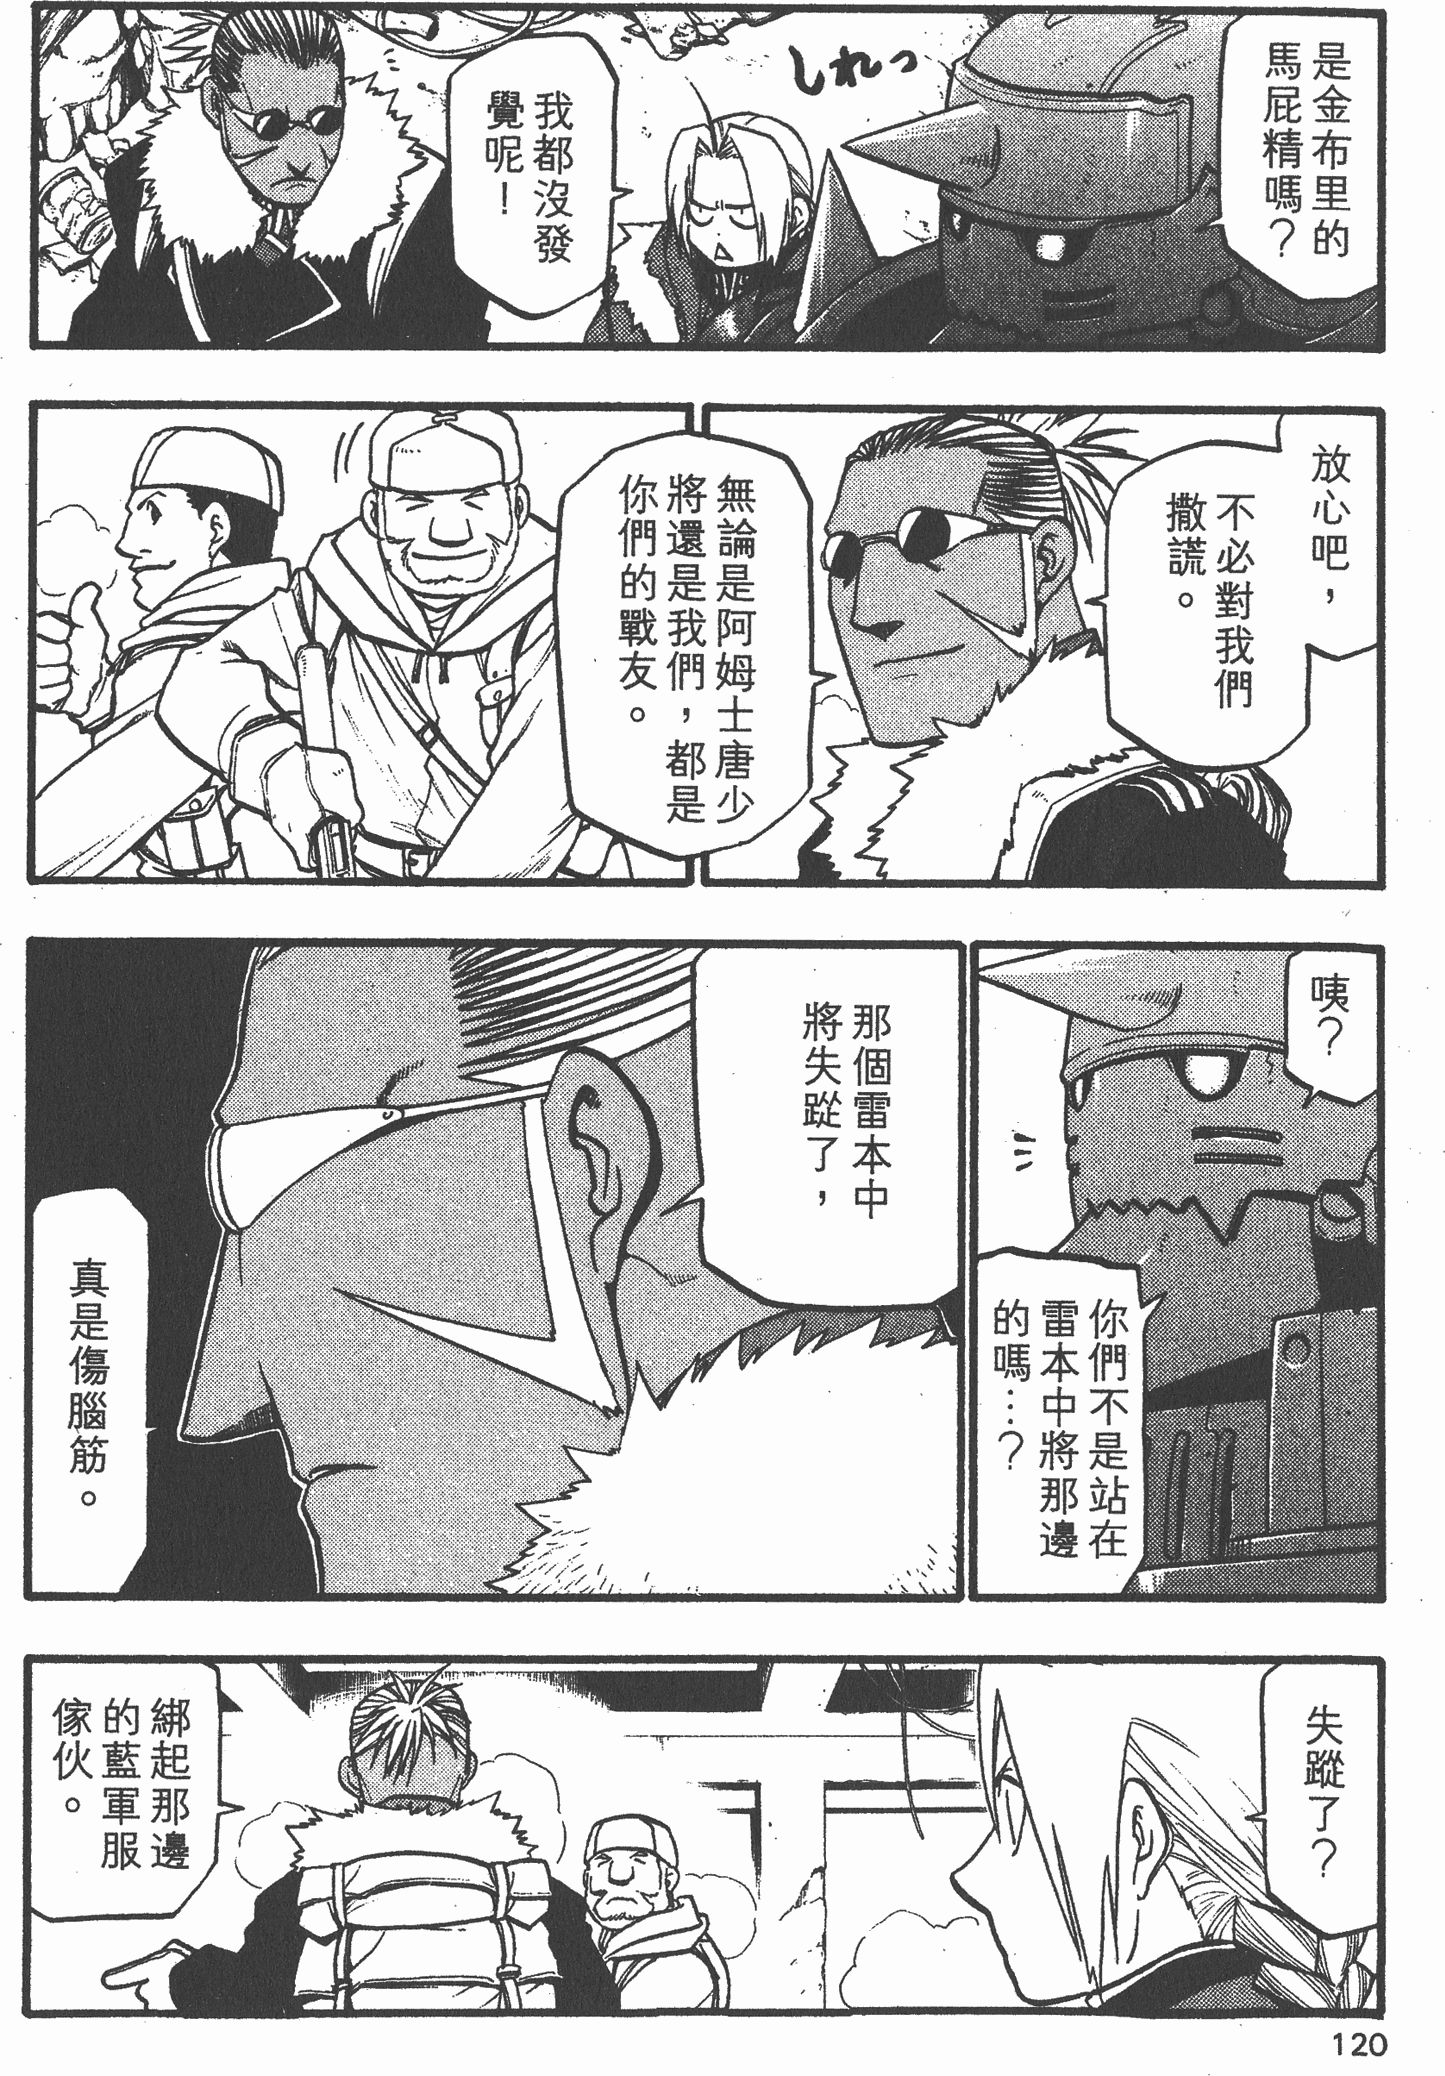 是金布里的
馬屁精嗎？
しれっ
我都沒發
覺呢！
放心吧，
不必對我們
撒謊。
無論是阿姆士唐少
將還是我們，都是
你們的戰友。
咦？
你們不是站在
雷本中將那邊
的嗎…？
那個雷本中
將失蹤了，
真是傷腦筋。
失蹤了？
綁起那邊
的藍軍服
傢伙。
120